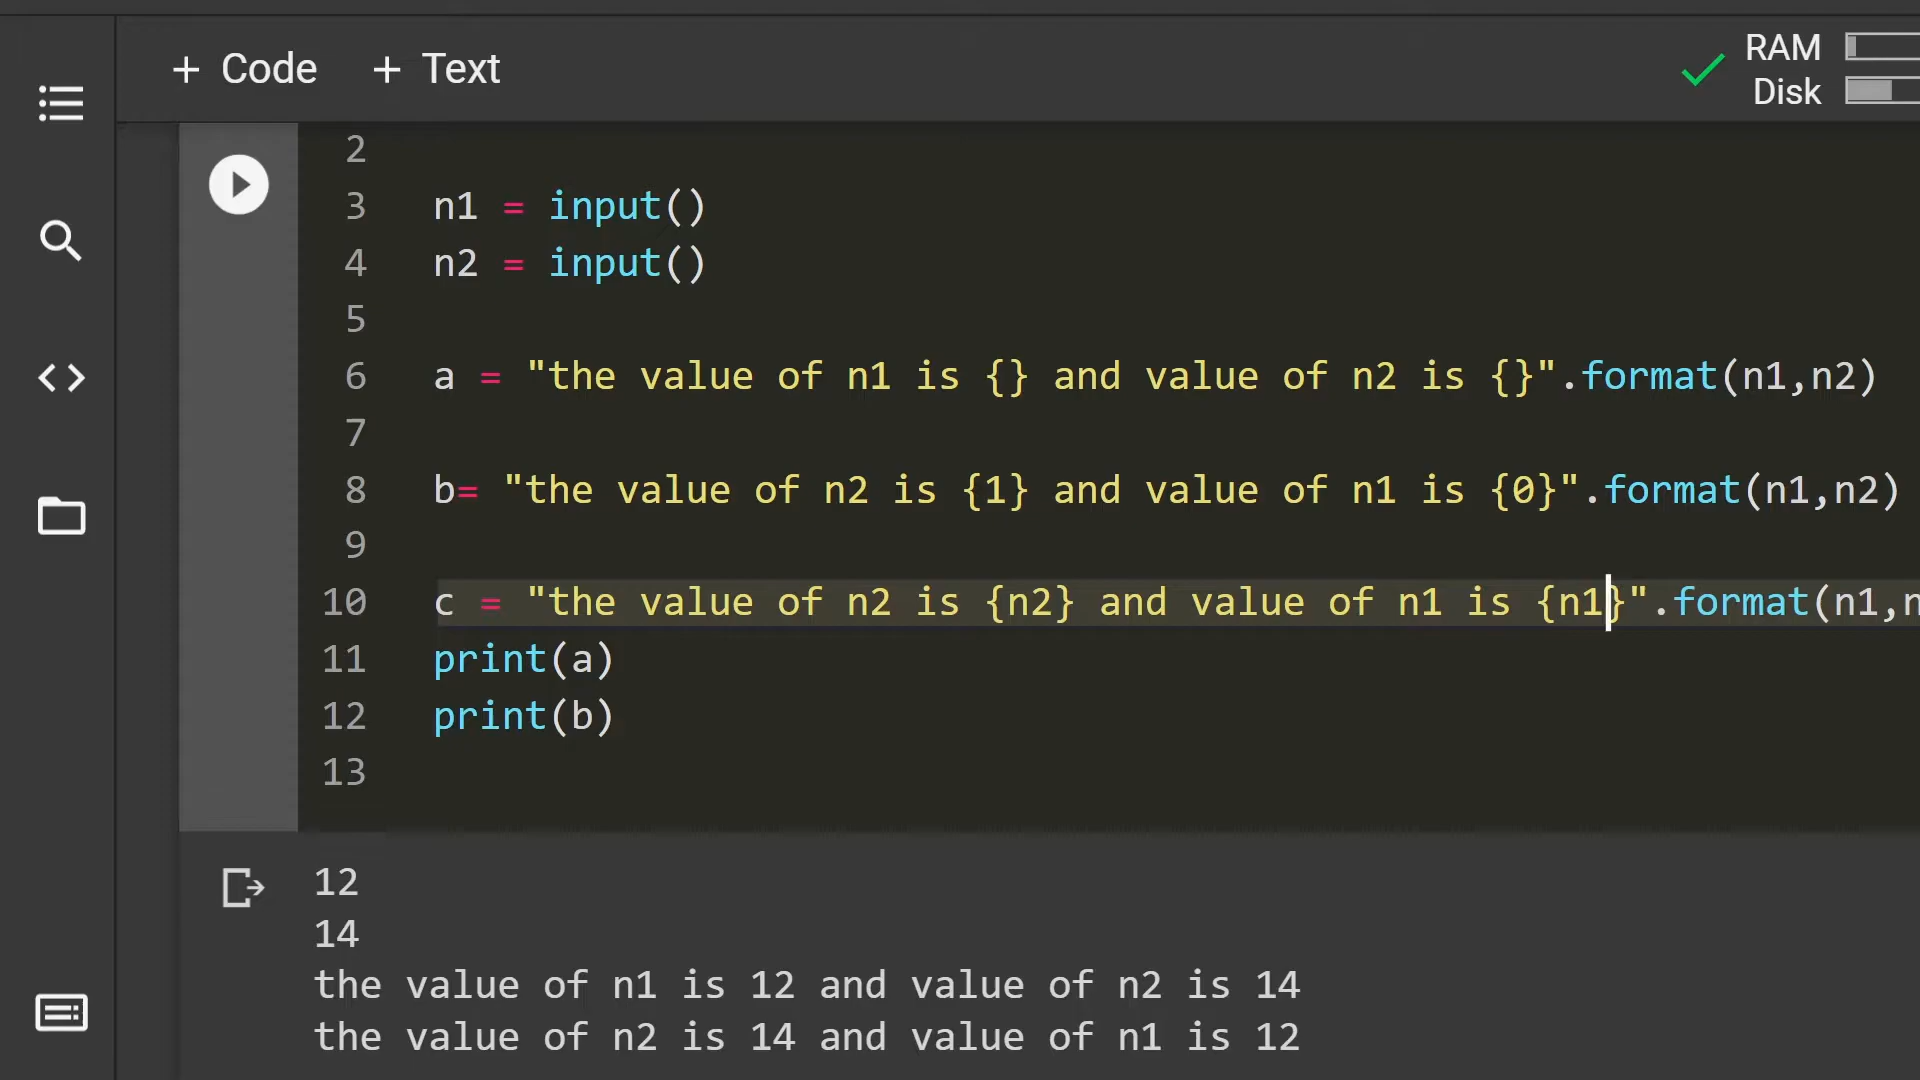 + Code + Text
RAM
Disk
2
3 n1 = input()
4 n2 = input()
5
6 a = "the value of n1 is {} and value of n2 is {}".format(n1,n2)
7
8 b= "the value of n2 is {1} and value of n1 is {0}".format(n1,n2)
9
10 c = "the value of n2 is {n2} and value of n1 is {n1}".format(n1,n
11 print(a)
12 print(b)
13
12
14
the value of n1 is 12 and value of n2 is 14
the value of n2 is 14 and value of n1 is 12